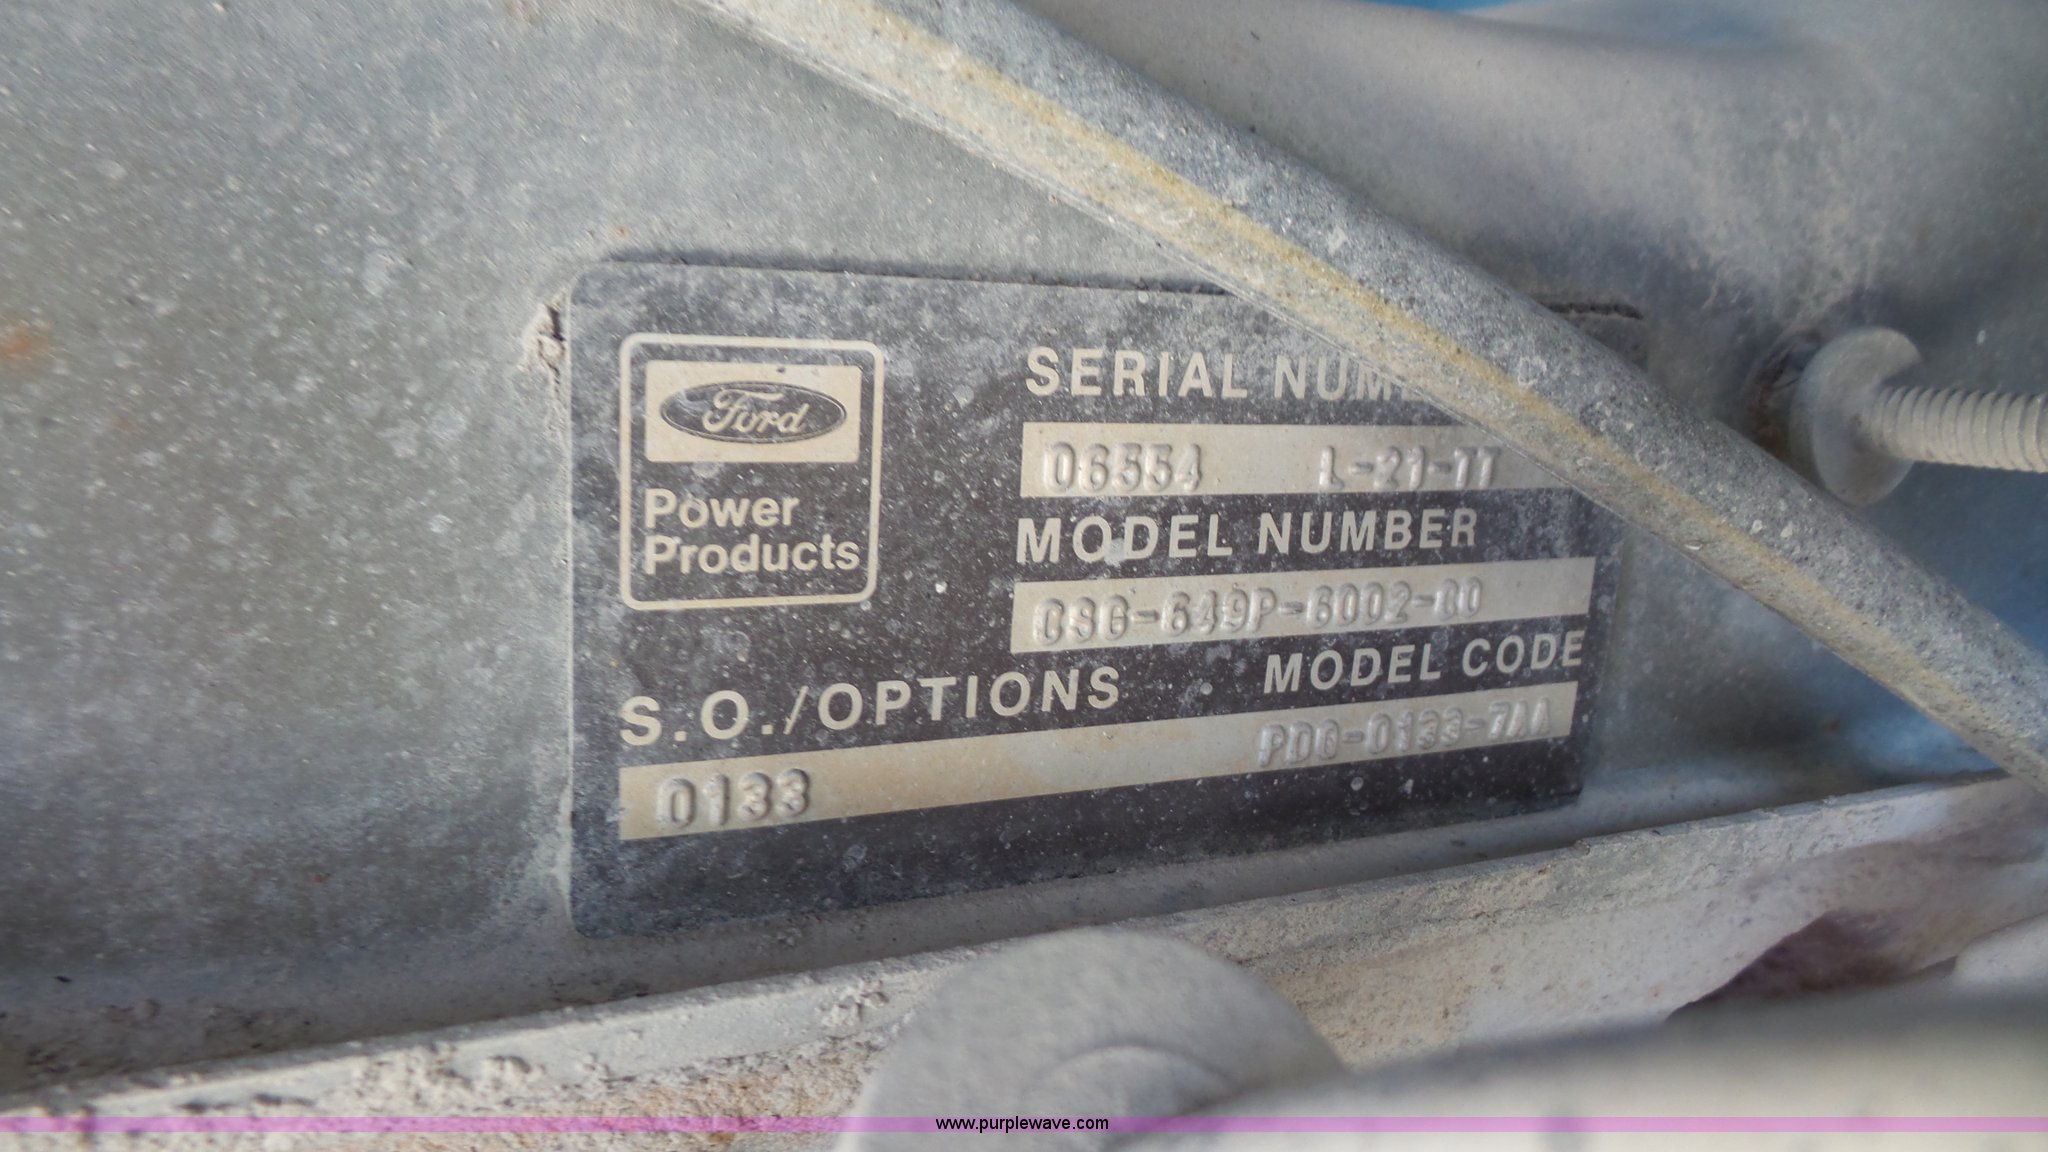 Ford
Power
Products
SERIAL NUM
06554 L-21-TT
MODEL NUMBER
CSG-649P-6002-00
MODEL CODE
S.O./OPTIONS
PDG-0133-7AA
0133
www.purplewave.com